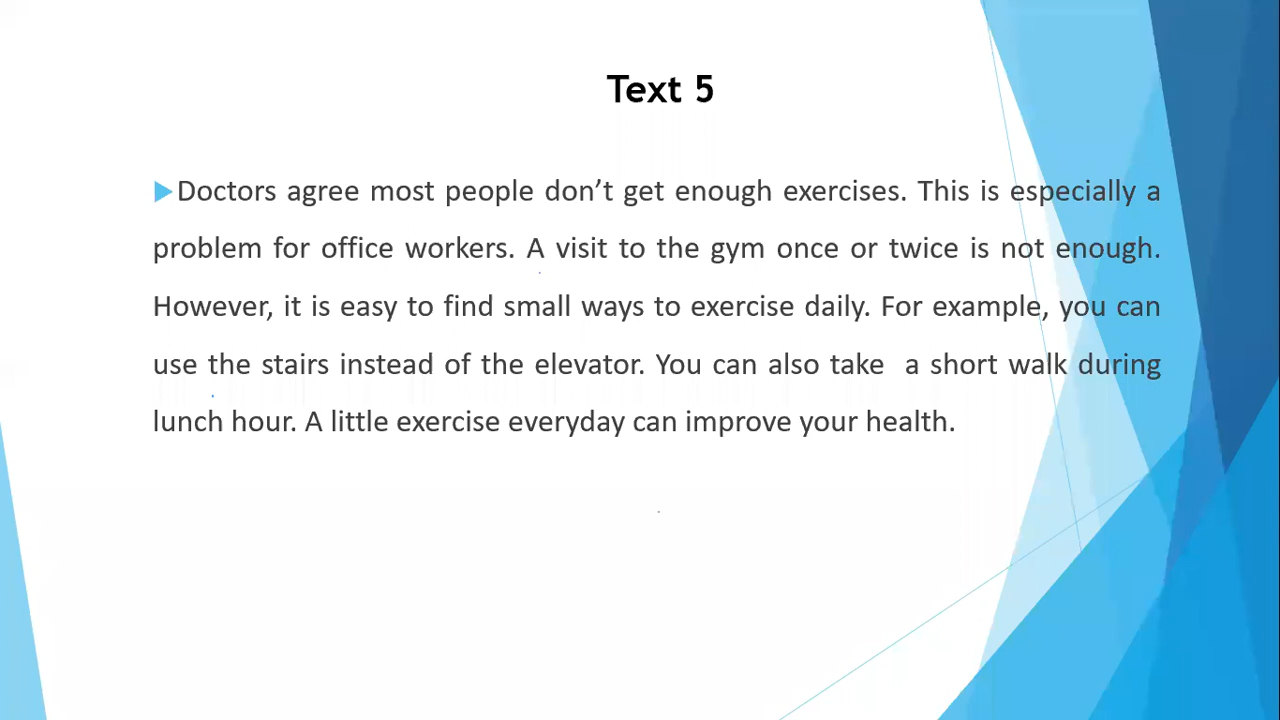 Text 5
Doctors agree most people don’t get enough exercises. This is especially a
problem for office workers. A visit to the gym once or twice is not enough.
However, it is easy to find small ways to exercise daily. For example, you can
use the stairs instead of the elevator. You can also take  a short walk during
lunch hour. A little exercise everyday can improve your health.